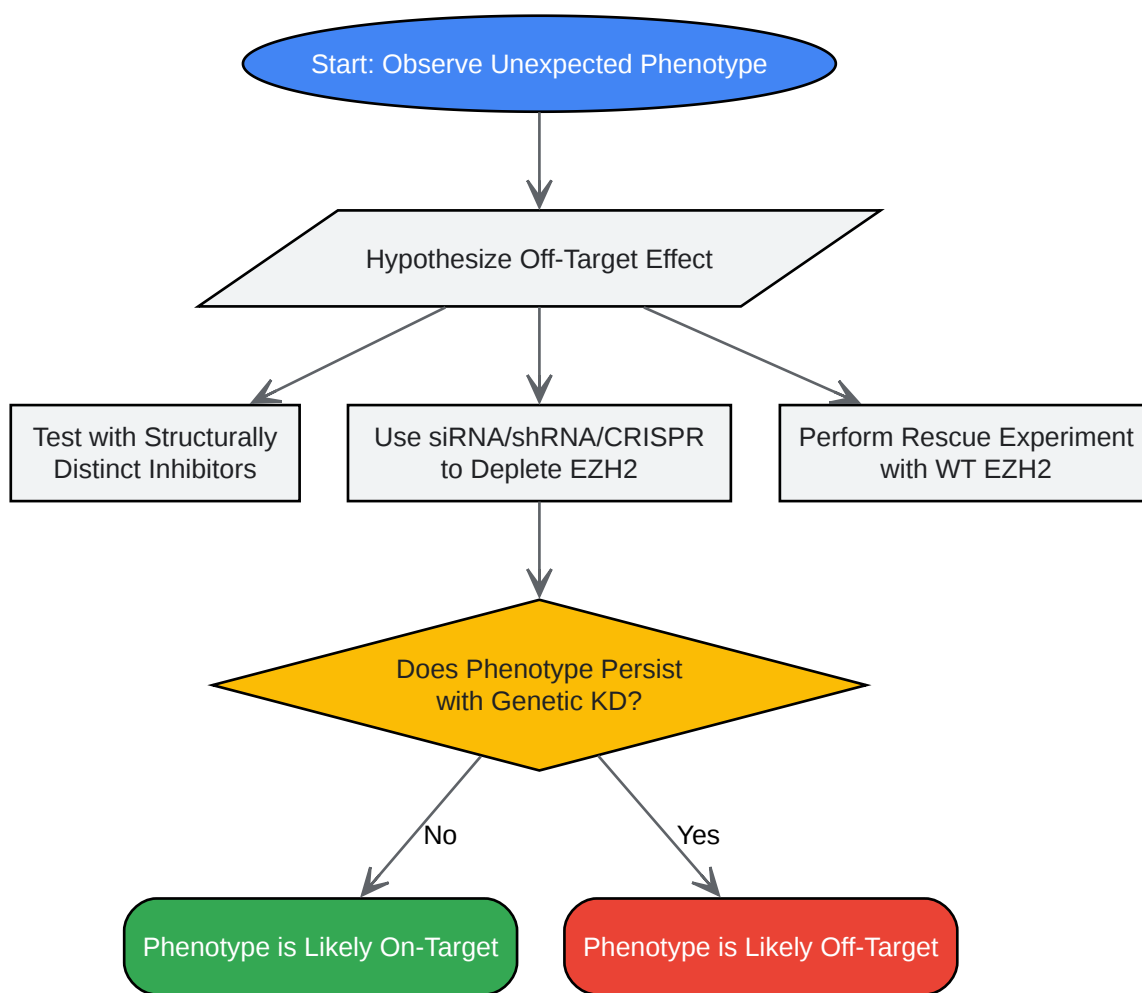 Start: Observe Unexpected Phenotype
Hypothesize Off-Target Effect
Test with Structurally
Distinct Inhibitors
Use siRNA/shRNA/CRISPR
to Deplete EZH2
Perform Rescue Experiment
with WT EZH2
Does Phenotype Persist
with Genetic KD?
No
Yes
Phenotype is Likely On-Target
Phenotype is Likely Off-Target